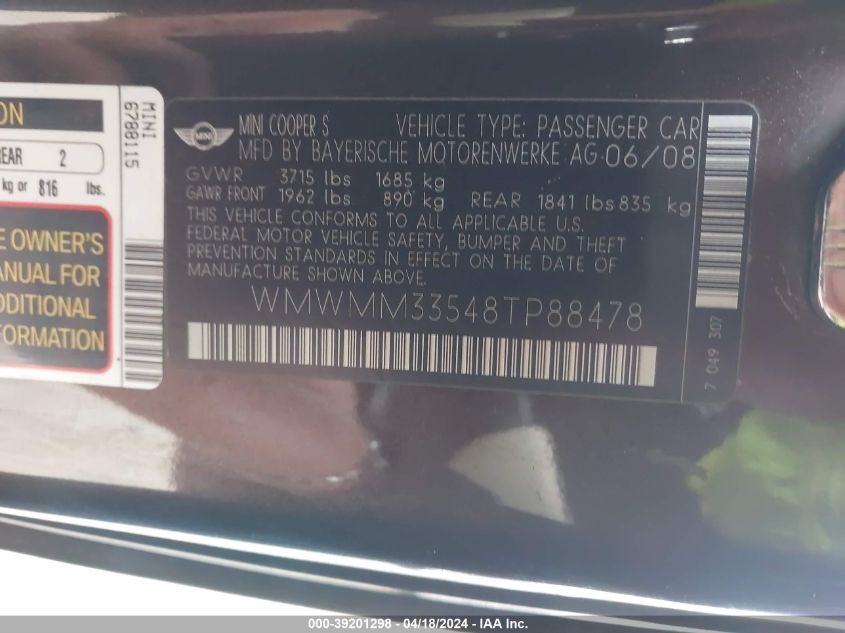 ON
REAR 2
kg or 816 lbs.
E OWNER'S
ANUAL FOR
DDITIONAL
FORMATION
MINI
6788115
MINI
MINI COOPER S VEHICLE TYPE: PASSENGER CAR
MFD BY BAYERISCHE MOTORENWERKE AG 06/08
GVWR 3715 lbs 1685 kg
GAWR FRONT 1962 lbs 890 kg REAR 1841 lbs 835 kg
THIS VEHICLE CONFORMS TO ALL APPLICABLE U.S.
FEDERAL MOTOR VEHICLE SAFETY, BUMPER AND THEFT
PREVENTION STANDARDS IN EFFECT ON THE DATE OF
MANUFACTURE SHOWN ABOVE.
WMWMM33548TP88478
7 049 307
000-39201298 - 04/18/2024 - IAA Inc.